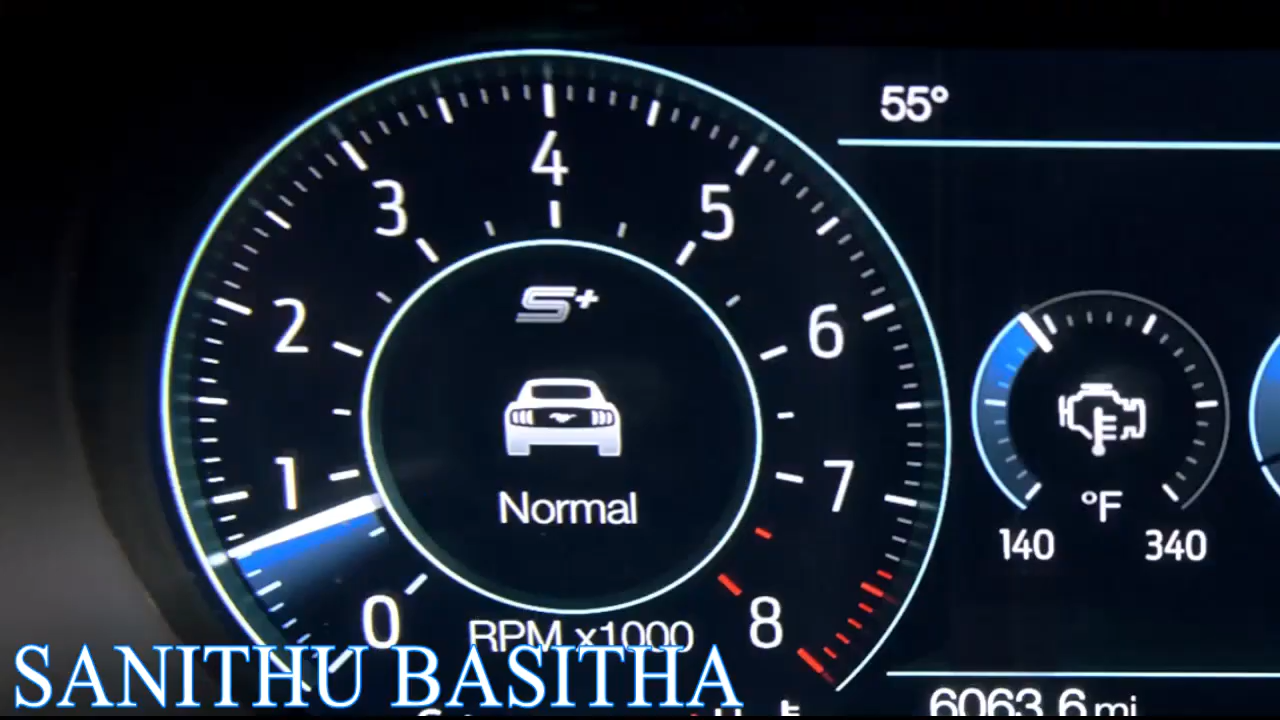 55°
4
3
5
S+
2
6
1
7
Normal
°F
140
340
0
8
RPM x1000
SANITHU BASITHA
6063.6 mi